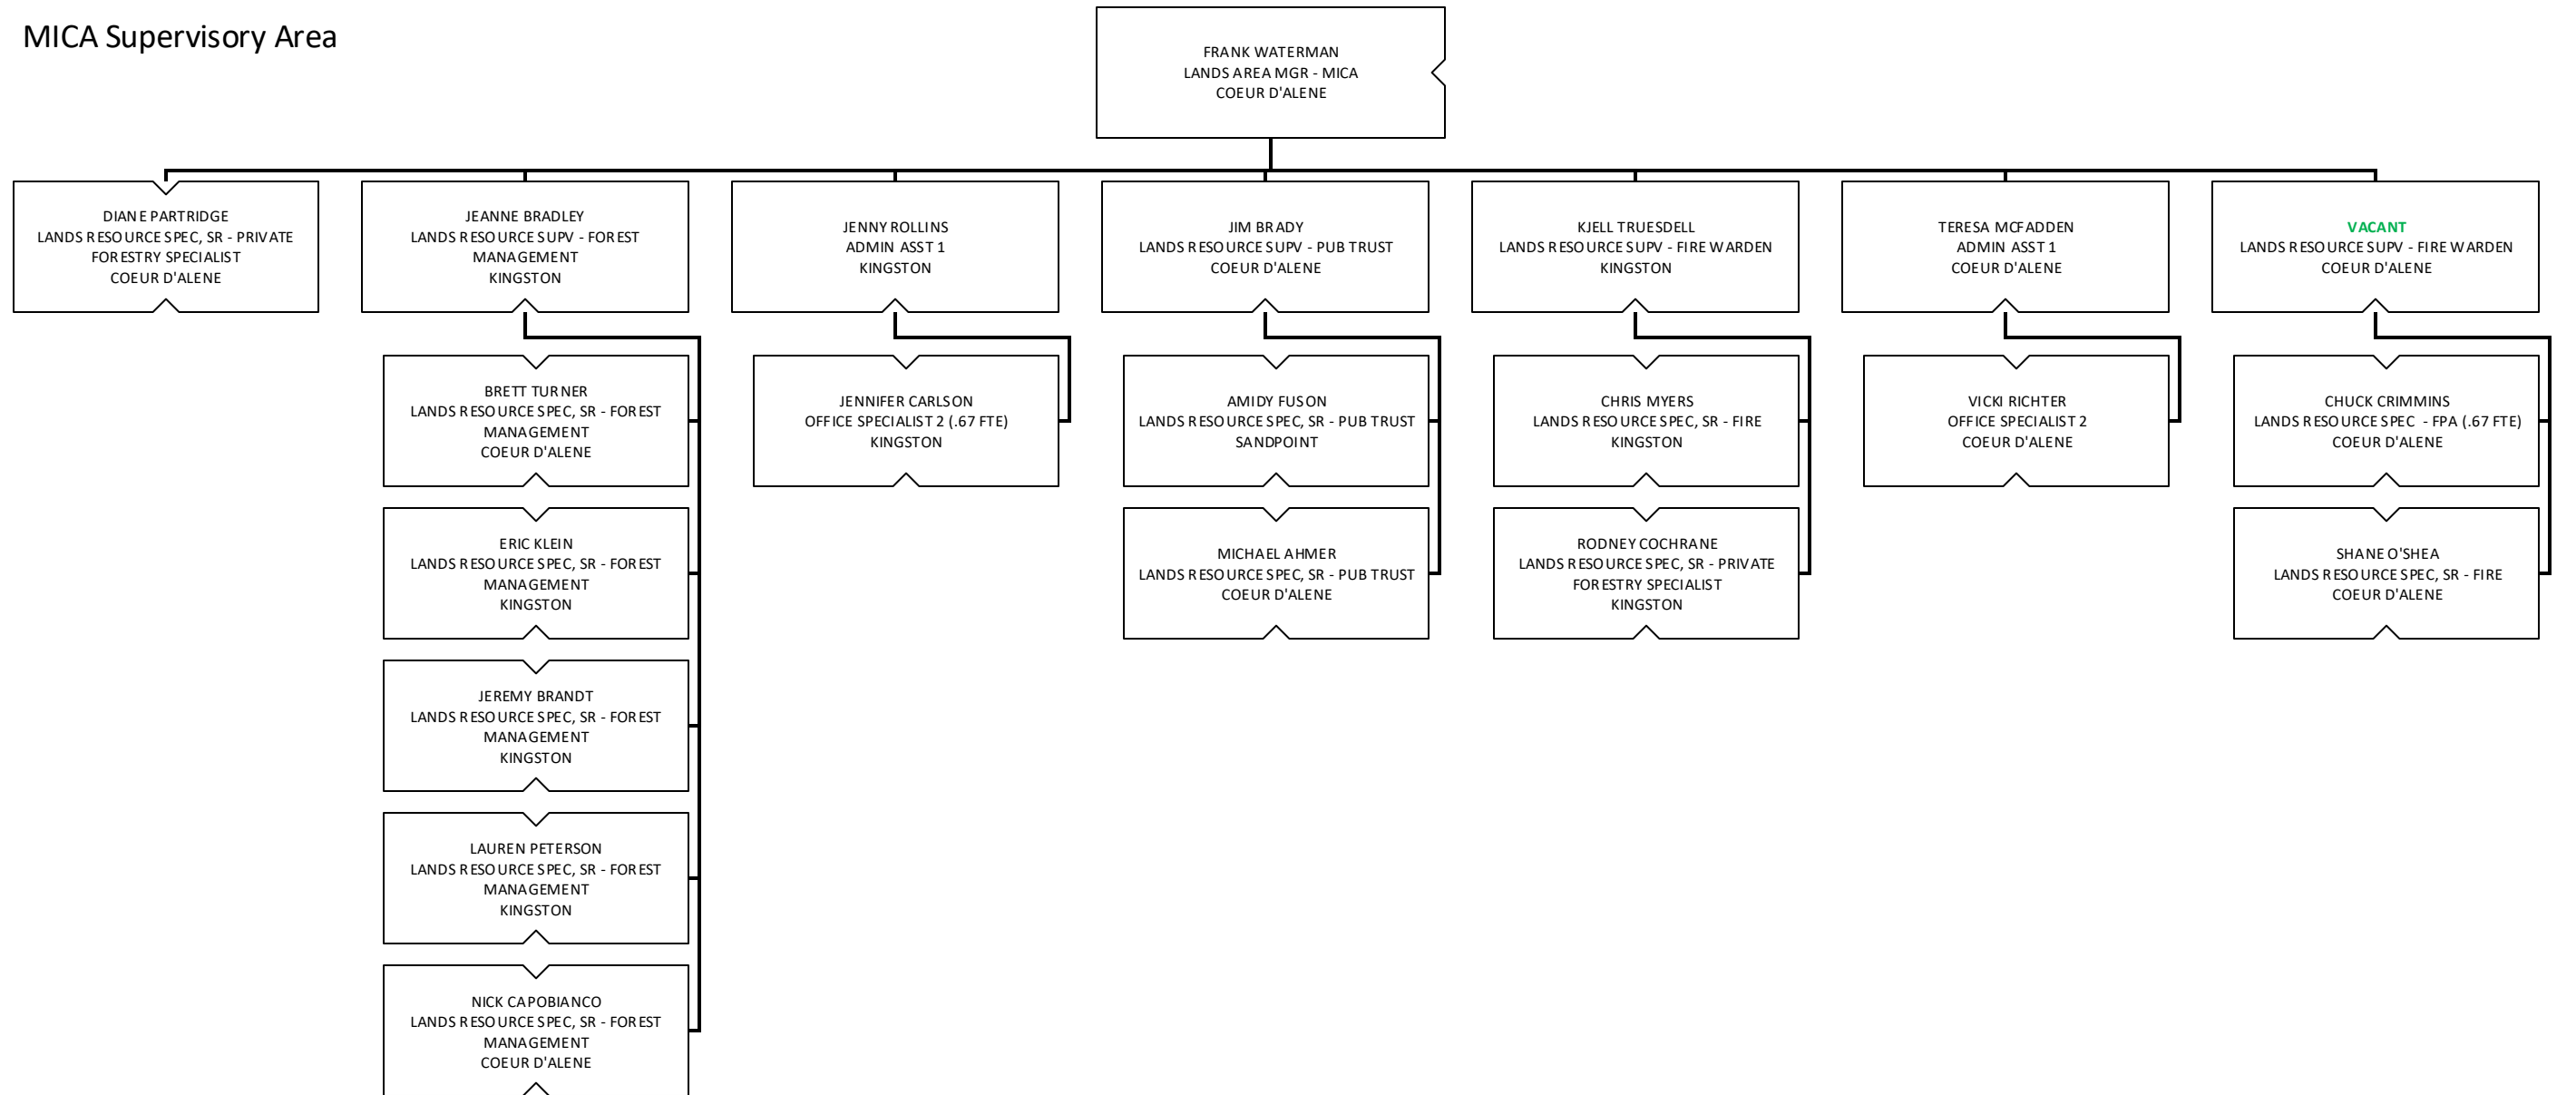 MICA Supervisory Area
FRANK WATERMAN
LANDS AREA MGR - MICA
COEUR D'ALENE
DIANE PARTRIDGE
LANDS RESOURCE SPEC, SR - PRIVATE
FORESTRY SPECIALIST
COEUR D'ALENE
JEANNE BRADLEY
LANDS RESOURCE SUPV - FOREST
MANAGEMENT
KINGSTON
JENNY ROLLINS
ADMIN ASST 1
KINGSTON
JIM BRADY
LANDS RESOURCE SUPV - PUB TRUST
COEUR D'ALENE
KJELL TRUESDELL
LANDS RESOURCE SUPV - FIRE WARDEN
KINGSTON
TERESA MCFADDEN
ADMIN ASST 1
COEUR D'ALENE
VACANT
LANDS RESOURCE SUPV - FIRE WARDEN
COEUR D'ALENE
BRETT TURNER
LANDS RESOURCE SPEC, SR - FOREST
MANAGEMENT
COEUR D'ALENE
JENNIFER CARLSON
OFFICE SPECIALIST 2 (.67 FTE)
KINGSTON
AMIDY FUSON
LANDS RESOURCE SPEC, SR - PUB TRUST
SANDPOINT
CHRIS MYERS
LANDS RESOURCE SPEC, SR - FIRE
KINGSTON
VICKI RICHTER
OFFICE SPECIALIST 2
COEUR D'ALENE
CHUCK CRIMMINS
LANDS RESOURCE SPEC - FPA (.67 FTE)
COEUR D'ALENE
ERIC KLEIN
LANDS RESOURCE SPEC, SR - FOREST
MANAGEMENT
KINGSTON
MICHAEL AHMER
LANDS RESOURCE SPEC, SR - PUB TRUST
COEUR D'ALENE
RODNEY COCHRANE
LANDS RESOURCE SPEC, SR - PRIVATE
FORESTRY SPECIALIST
KINGSTON
SHANE O'SHEA
LANDS RESOURCE SPEC, SR - FIRE
COEUR D'ALENE
JEREMY BRANDT
LANDS RESOURCE SPEC, SR - FOREST
MANAGEMENT
KINGSTON
LAUREN PETERSON
LANDS RESOURCE SPEC, SR - FOREST
MANAGEMENT
KINGSTON
NICK CAPOBIANCO
LANDS RESOURCE SPEC, SR - FOREST
MANAGEMENT
COEUR D'ALENE